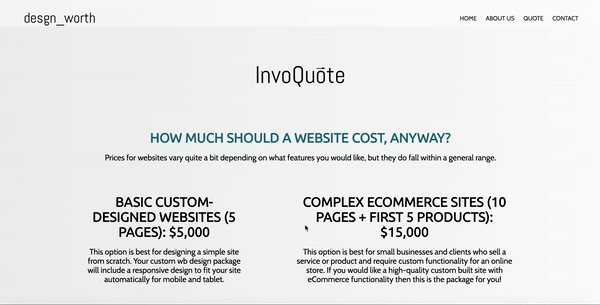 desgn_worth
HOME ABOUT US QUOTE CONTACT
InvoQuōte
HOW MUCH SHOULD A WEBSITE COST, ANYWAY?
Prices for websites vary quite a bit depending on what features you would like, but they do fall within a general range.
BASIC CUSTOM-
DESIGNED WEBSITES (5
PAGES): $5,000
This option is best for designing a simple site
from scratch. Your custom wb design package
will include a responsive design to fit your site
automatically for mobile and tablet.
COMPLEX ECOMMERCE SITES (10
PAGES + FIRST 5 PRODUCTS):
$15,000
This option is best for small businesses and clients who sell a
service or product and require custom functionality for an online
store. If you would like a high-quality custom built site with
eCommerce functionality then this is the package for you!